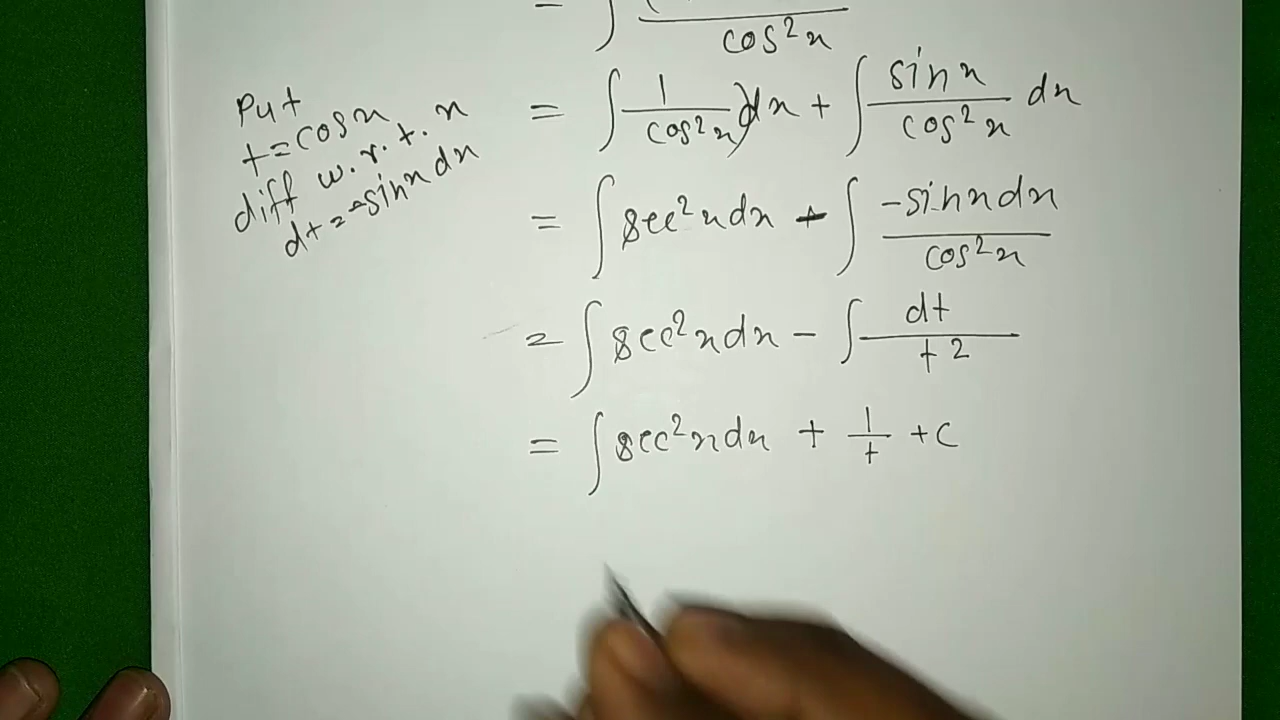 = ∫ / cos²x
= ∫ 1/cos²x dx + ∫ sinx/cos²x dx
Put
t=cosx
diff w.r.t. x
dt=-sinx dx
= ∫ sec²x dx - ∫ -sinx dx/cos²x
= ∫ sec²x dx - ∫ dt/t²
= ∫ sec²x dx + 1/t + c